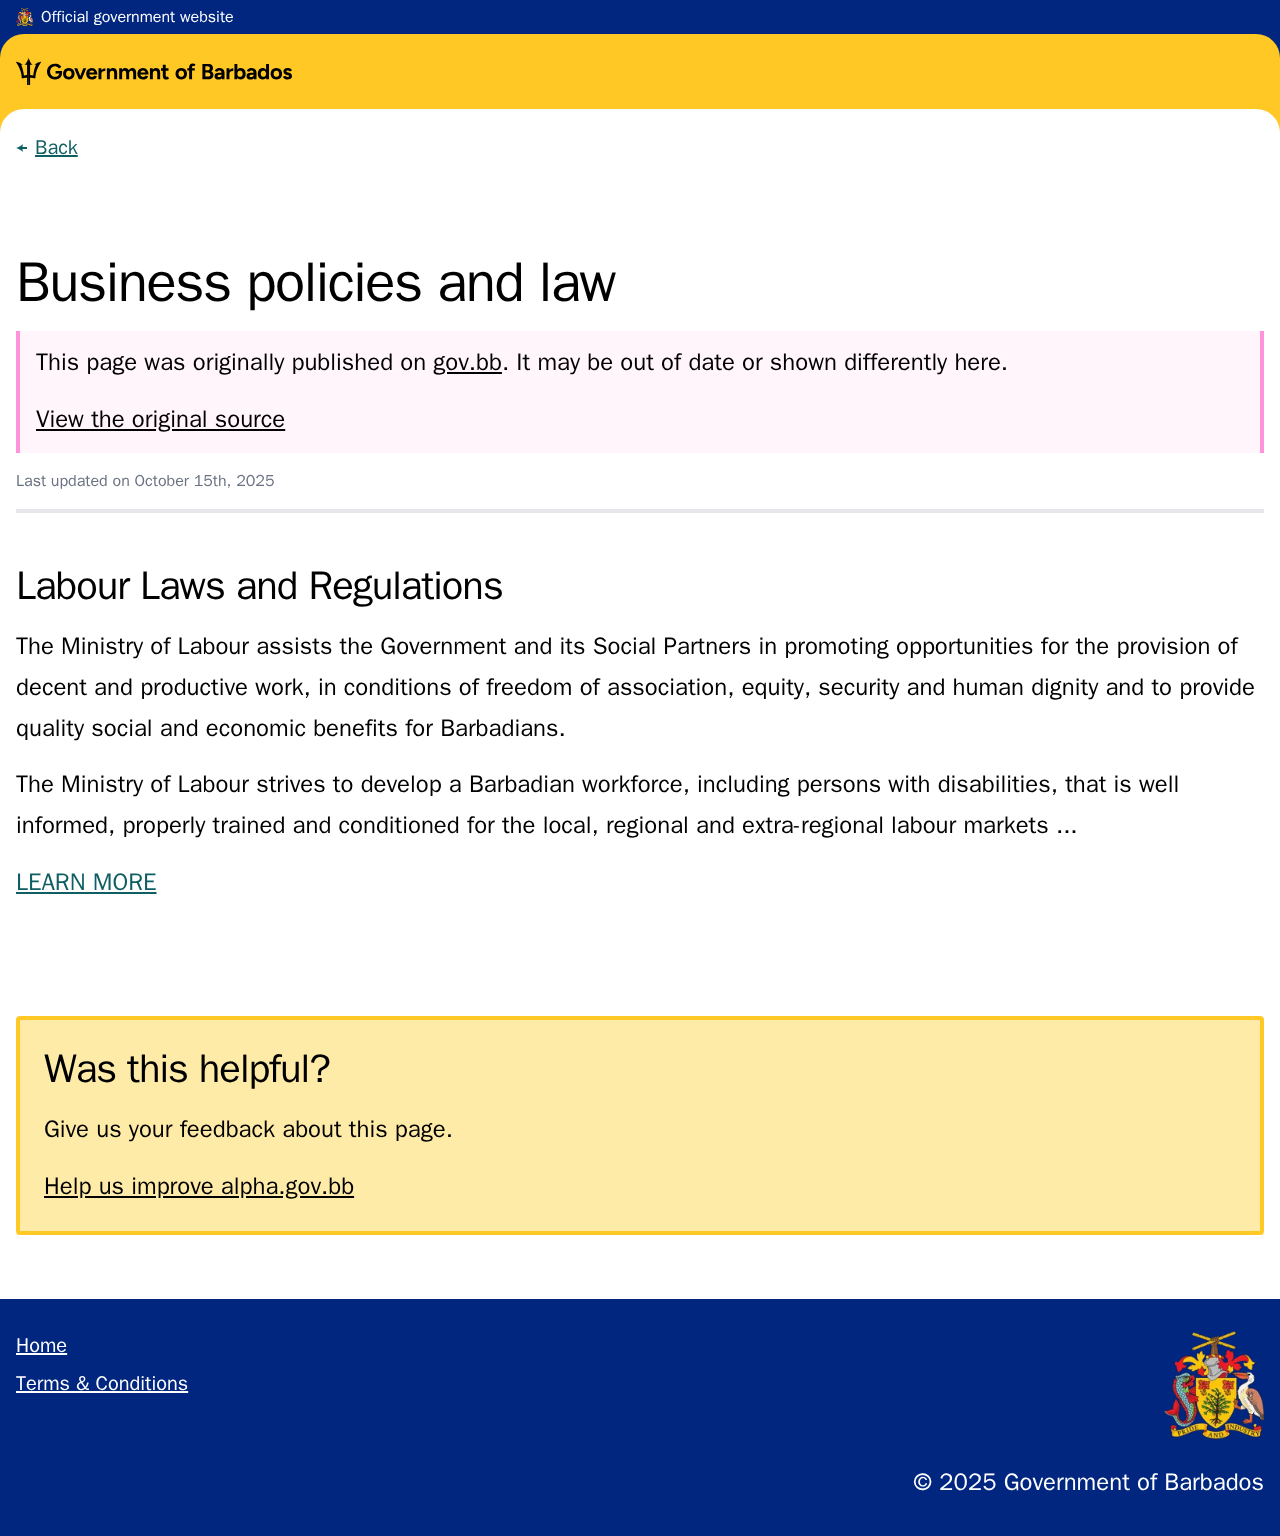 Official government website
Government of Barbados
Back
Business policies and law
This page was originally published on gov.bb. It may be out of date or shown differently here.
View the original source
Last updated on October 15th, 2025
Labour Laws and Regulations
The Ministry of Labour assists the Government and its Social Partners in promoting opportunities for the provision of
decent and productive work, in conditions of freedom of association, equity, security and human dignity and to provide
quality social and economic benefits for Barbadians.
The Ministry of Labour strives to develop a Barbadian workforce, including persons with disabilities, that is well
informed, properly trained and conditioned for the local, regional and extra-regional labour markets ...
LEARN MORE
Was this helpful?
Give us your feedback about this page.
Help us improve alpha.gov.bb
Home
Terms & Conditions
PRIDE AND INDUSTRY
© 2025 Government of Barbados